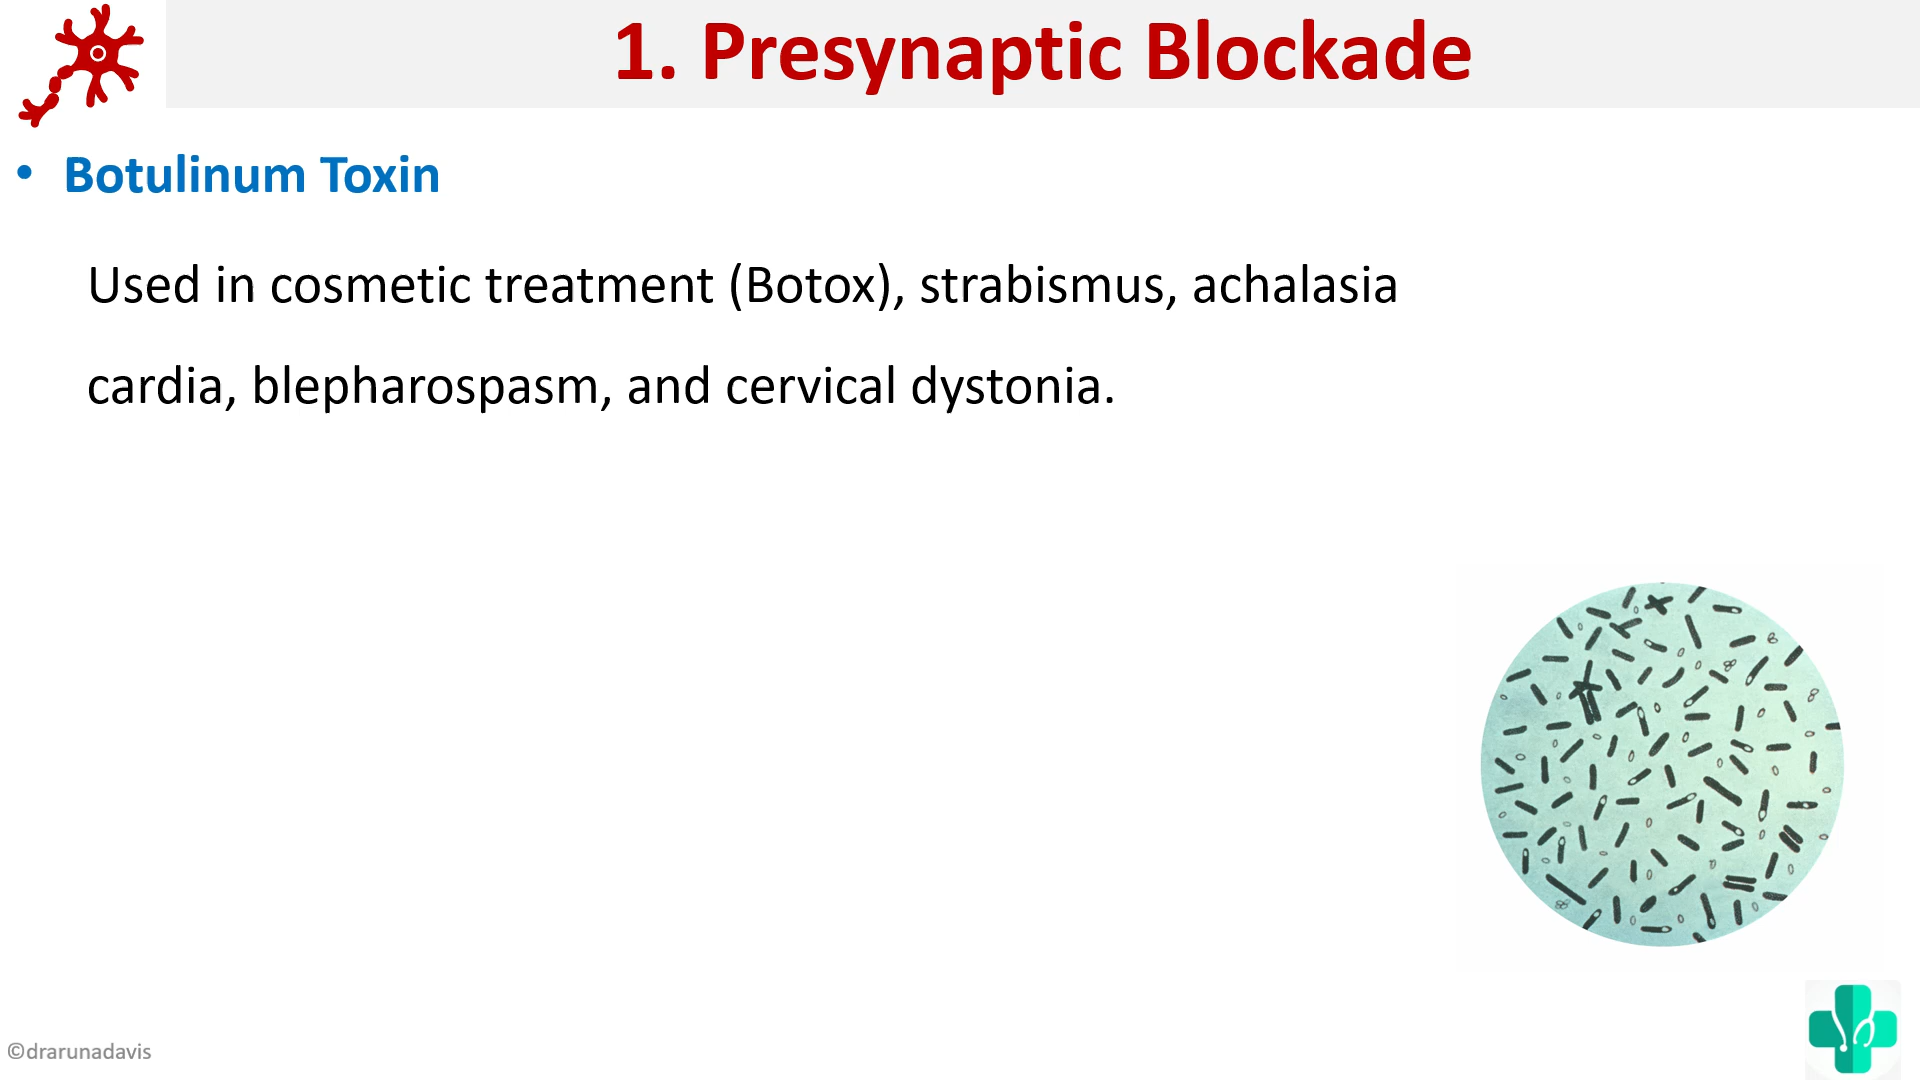 1. Presynaptic Blockade
• Botulinum Toxin
Used in cosmetic treatment (Botox), strabismus, achalasia
cardia, blepharospasm, and cervical dystonia.
©drarunadavis